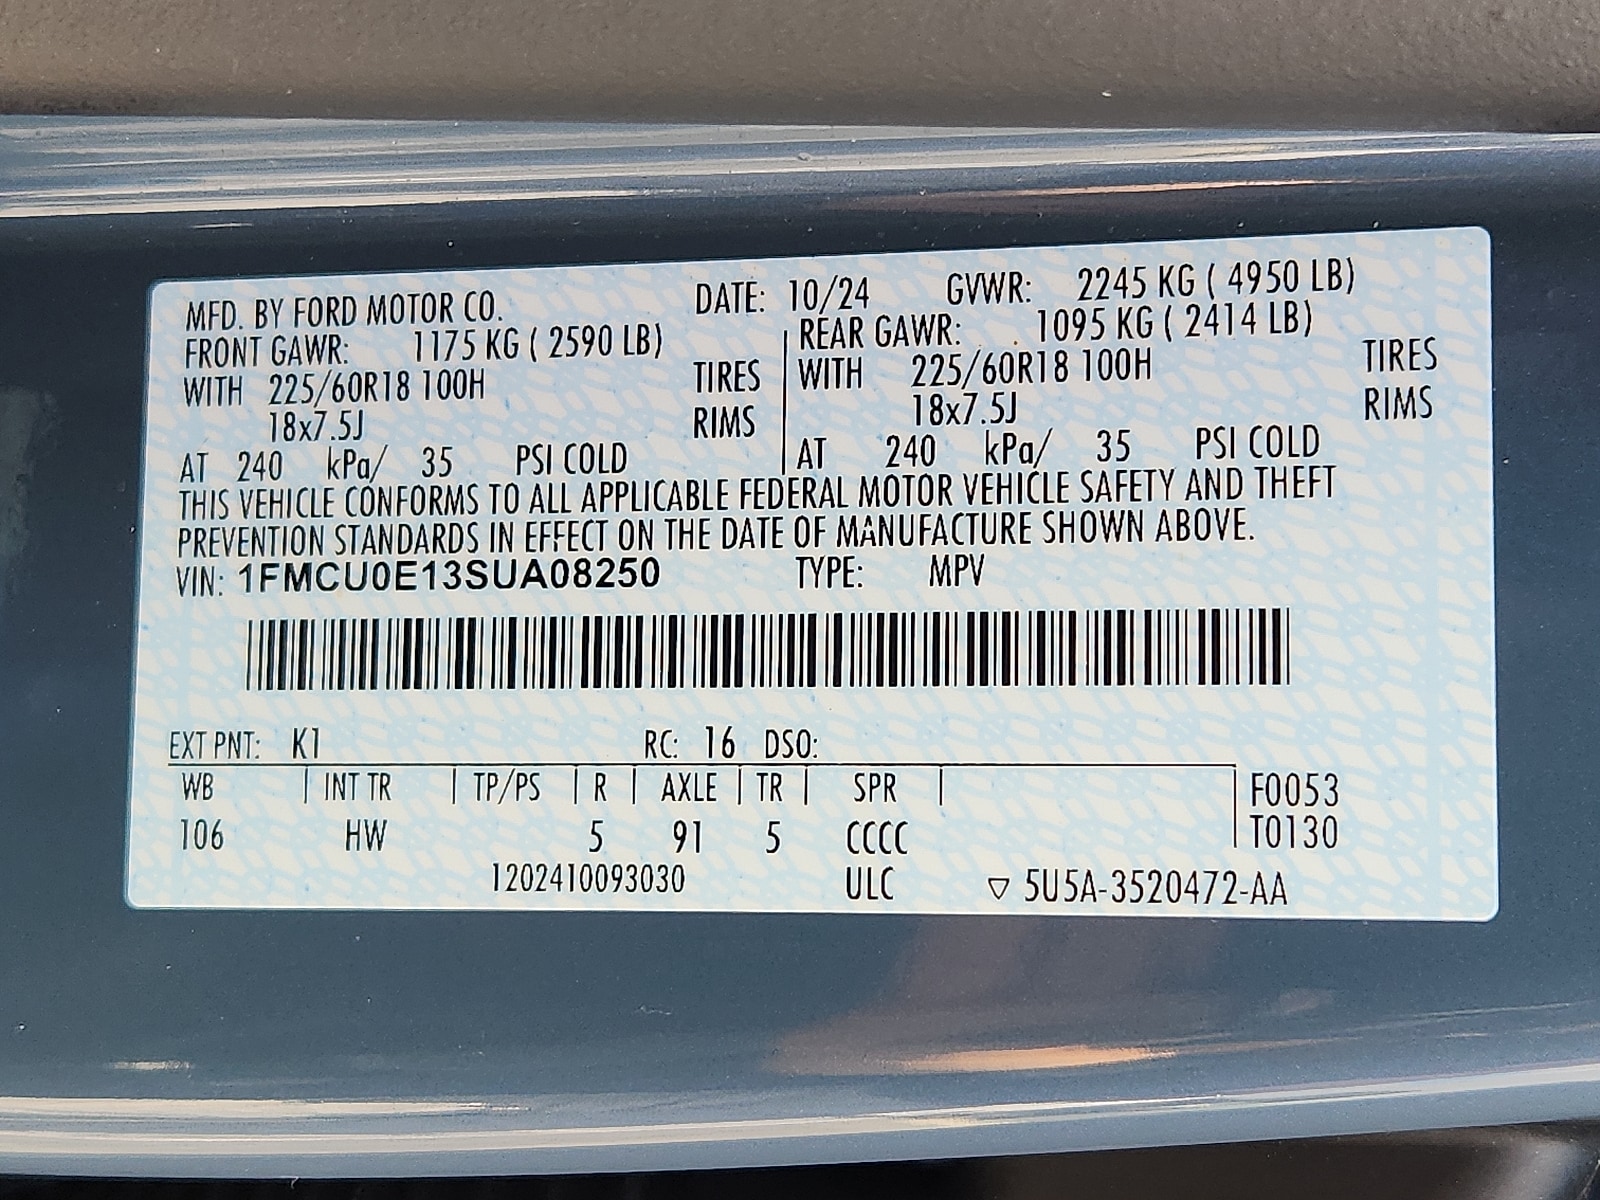 MFD. BY FORD MOTOR CO. DATE: 10/24 GVWR: 2245 KG ( 4950 LB)
FRONT GAWR: 1175 KG ( 2590 LB) REAR GAWR: 1095 KG ( 2414 LB)
WITH 225/60R18 100H TIRES WITH 225/60R18 100H TIRES
18x7.5J RIMS 18x7.5J RIMS
AT 240 kPa/ 35 PSI COLD AT 240 kPa/ 35 PSI COLD
THIS VEHICLE CONFORMS TO ALL APPLICABLE FEDERAL MOTOR VEHICLE SAFETY AND THEFT
PREVENTION STANDARDS IN EFFECT ON THE DATE OF MANUFACTURE SHOWN ABOVE.
VIN: 1FMCU0E13SUA08250 TYPE: MPV
EXT PNT: K1 RC: 16 DSO:
WB INT TR TP/PS R AXLE TR SPR F0053
106 HW 5 91 5 CCCC T0130
1202410093030 ULC ▽ 5U5A-3520472-AA